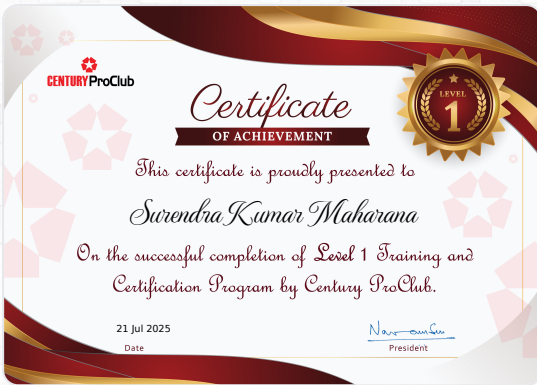 CENTURY ProClub
LEVEL
1
Certificate
OF ACHIEVEMENT
This certificate is proudly presented to
Surendra Kumar Maharana
On the successful completion of Level 1 Training and
Certification Program by Century ProClub.
21 Jul 2025
Date
President